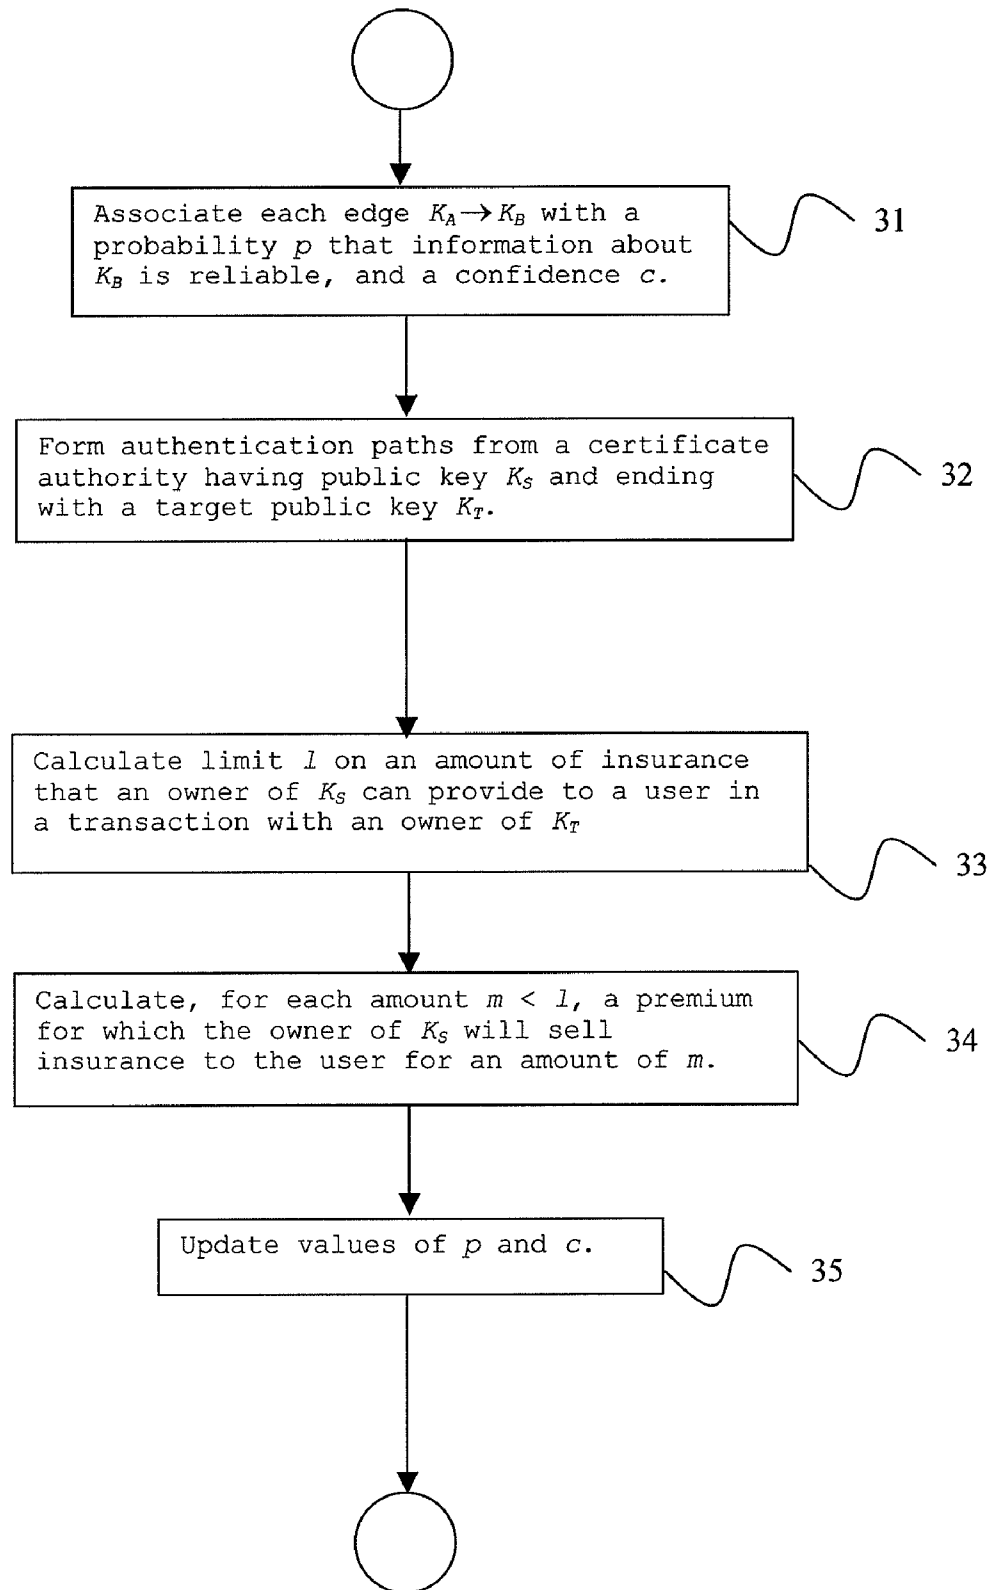 Associate each edge K_A→K_B with a
probability p that information about
K_B is reliable, and a confidence c.
31
Form authentication paths from a certificate
authority having public key K_S and ending
with a target public key K_T.
32
Calculate limit l on an amount of insurance
that an owner of K_S can provide to a user in
a transaction with an owner of K_T
33
Calculate, for each amount m < l, a premium
for which the owner of K_S will sell
insurance to the user for an amount of m.
34
Update values of p and c.
35